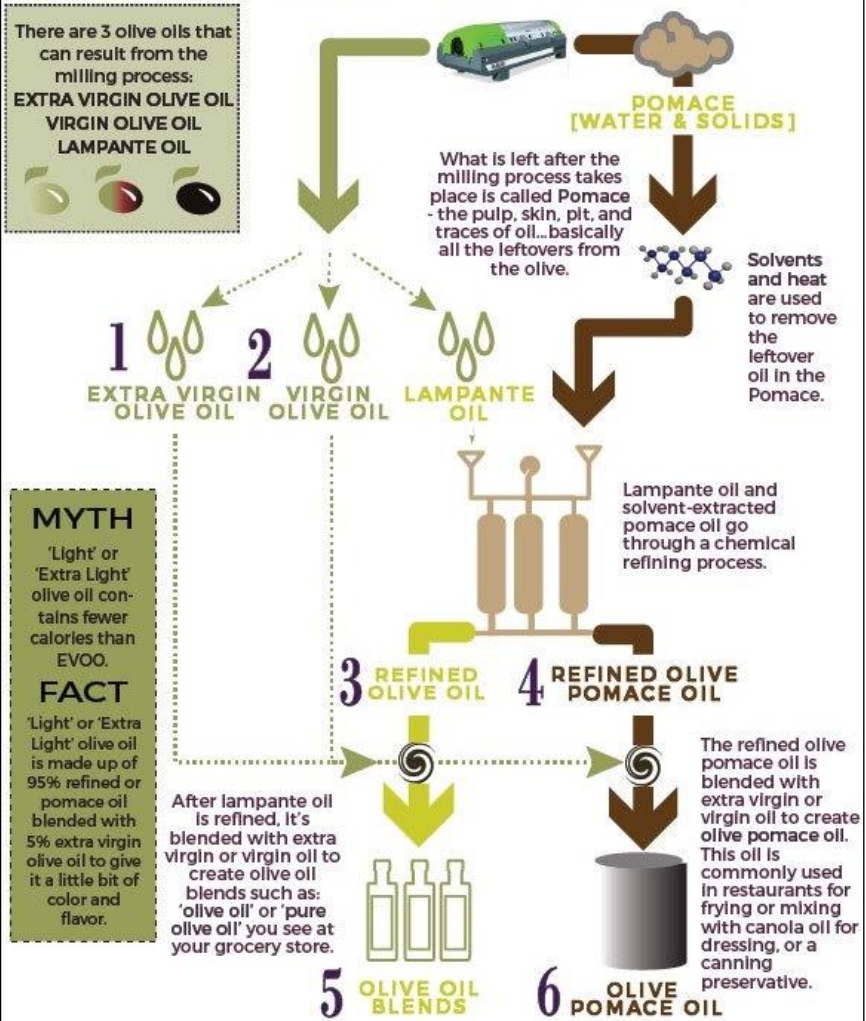 There are 3 olive oils that
can result from the
milling process:
EXTRA VIRGIN OLIVE OIL
VIRGIN OLIVE OIL
LAMPANTE OIL
POMACE
[WATER & SOLIDS]
What is left after the
milling process takes
place is called Pomace
- the pulp, skin, pit, and
traces of oil...basically
all the leftovers from
the olive.
Solvents
and heat
are used
to remove
the
leftover
oil in the
Pomace.
1
EXTRA VIRGIN
OLIVE OIL
2
VIRGIN
OLIVE OIL
LAMPANTE
OIL
Lampante oil and
solvent-extracted
pomace oil go
through a chemical
refining process.
MYTH
'Light' or
'Extra Light'
olive oil con-
tains fewer
calories than
EVOO.
FACT
'Light' or 'Extra
Light' olive oil
is made up of
95% refined or
pomace oil
blended with
5% extra virgin
olive oil to give
it a little bit of
color and
flavor.
3
REFINED
OLIVE OIL
4
REFINED OLIVE
POMACE OIL
After lampante oil
is refined, it's
blended with extra
virgin or virgin oil to
create olive oil
blends such as:
'olive oil' or 'pure
olive oil' you see at
your grocery store.
The refined olive
pomace oil is
blended with
extra virgin or
virgin oil to create
olive pomace oil.
This oil is
commonly used
in restaurants for
frying or mixing
with canola oil for
dressing, or a
canning
preservative.
5
OLIVE OIL
BLENDS
6
OLIVE
POMACE OIL